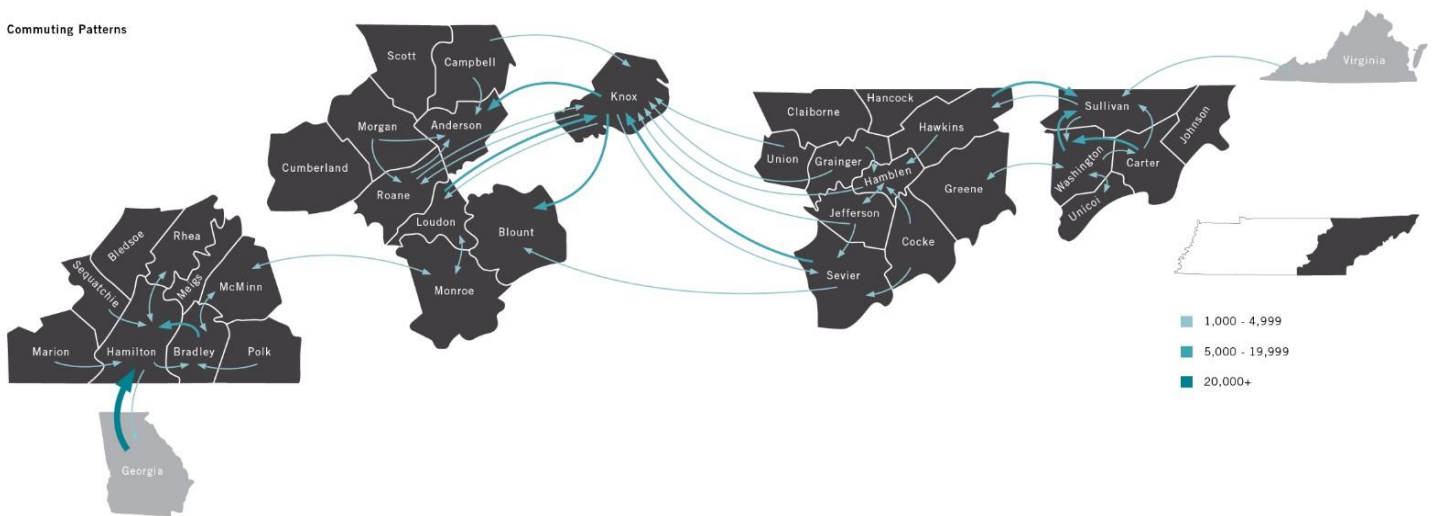 Commuting Patterns
Scott
Campbell
Morgan
Anderson
Cumberland
Roane
Loudon
Blount
Monroe
Knox
Bledsoe
Rhea
Sequatchie
Meigs
McMinn
Marion
Hamilton
Bradley
Polk
Georgia
Claiborne
Hancock
Hawkins
Union
Grainger
Hamblen
Greene
Jefferson
Cocke
Sevier
Sullivan
Johnson
Washington
Carter
Unicoi
Virginia
1,000 - 4,999
5,000 - 19,999
20,000+